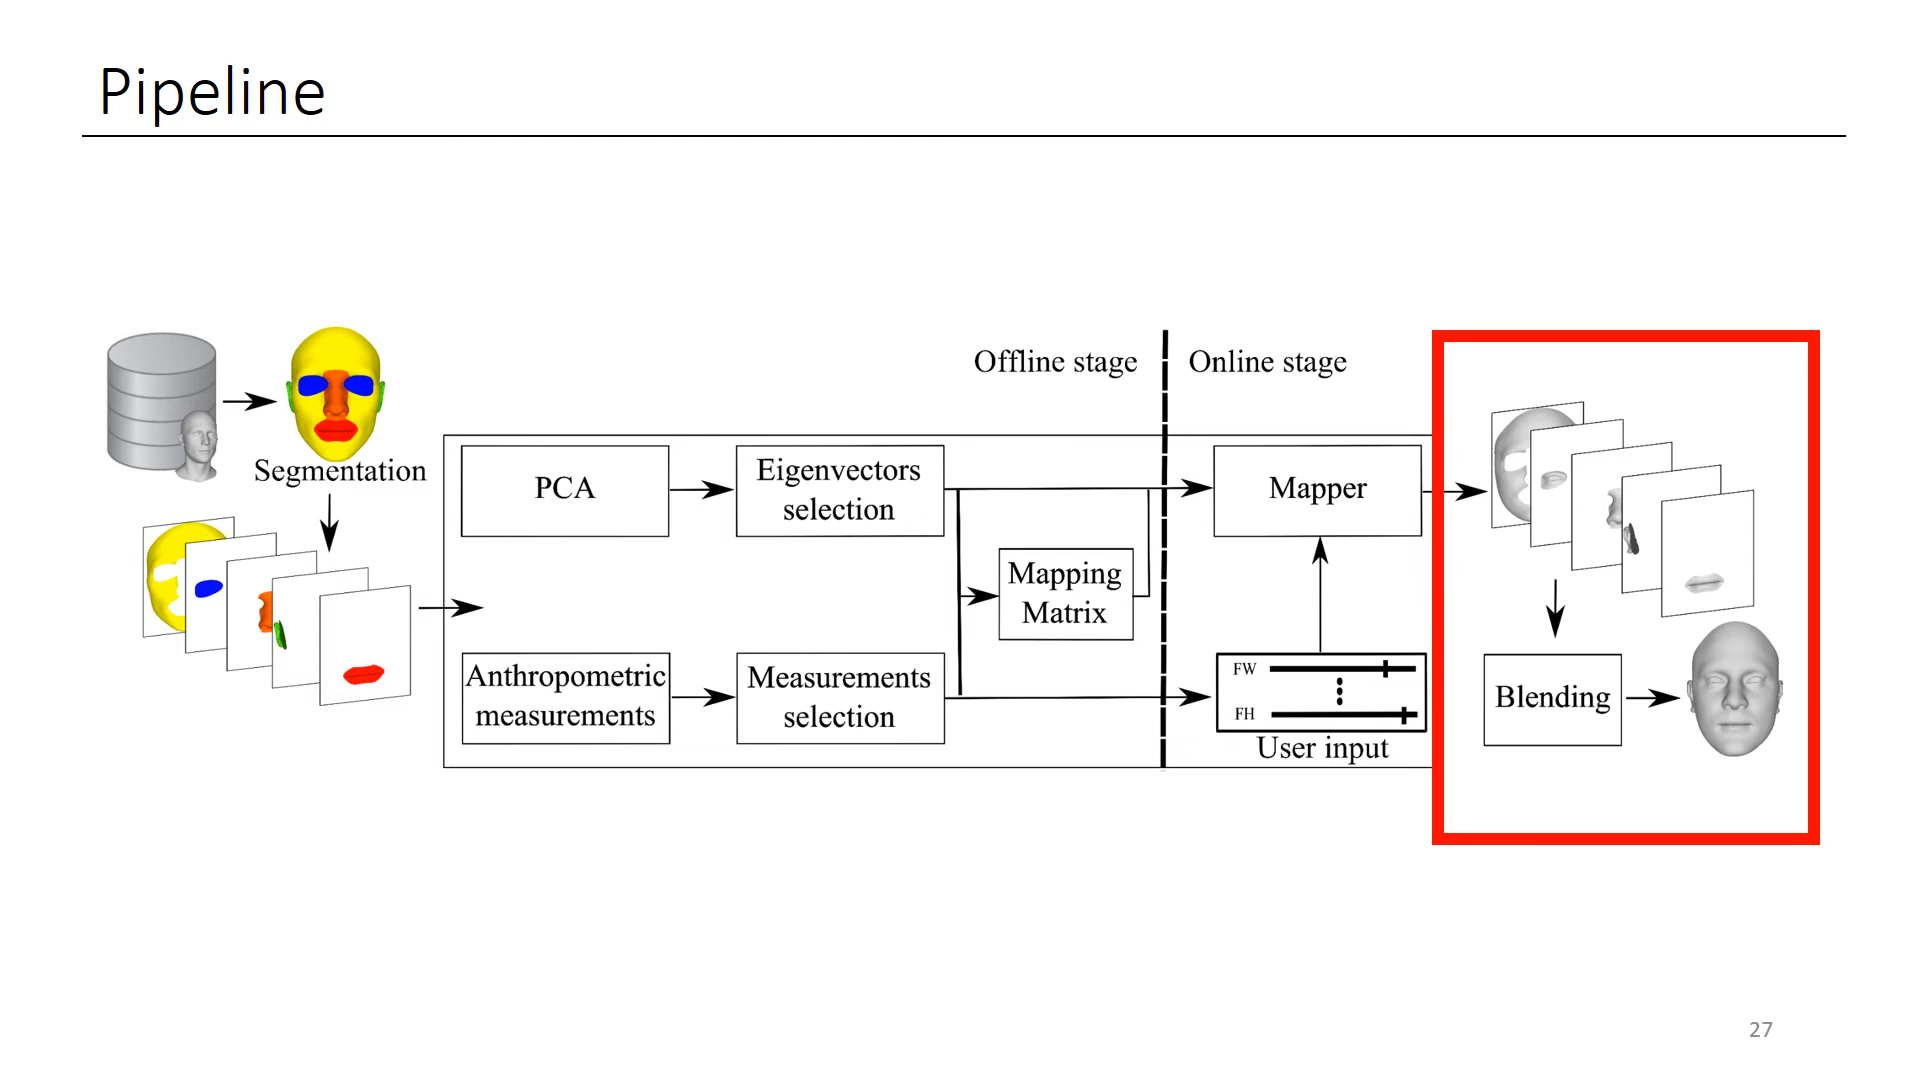 Pipeline
Offline stage
Online stage
Segmentation
PCA
Eigenvectors
selection
Mapper
Mapping
Matrix
Anthropometric
measurements
Measurements
selection
FW
FH
User input
Blending
27